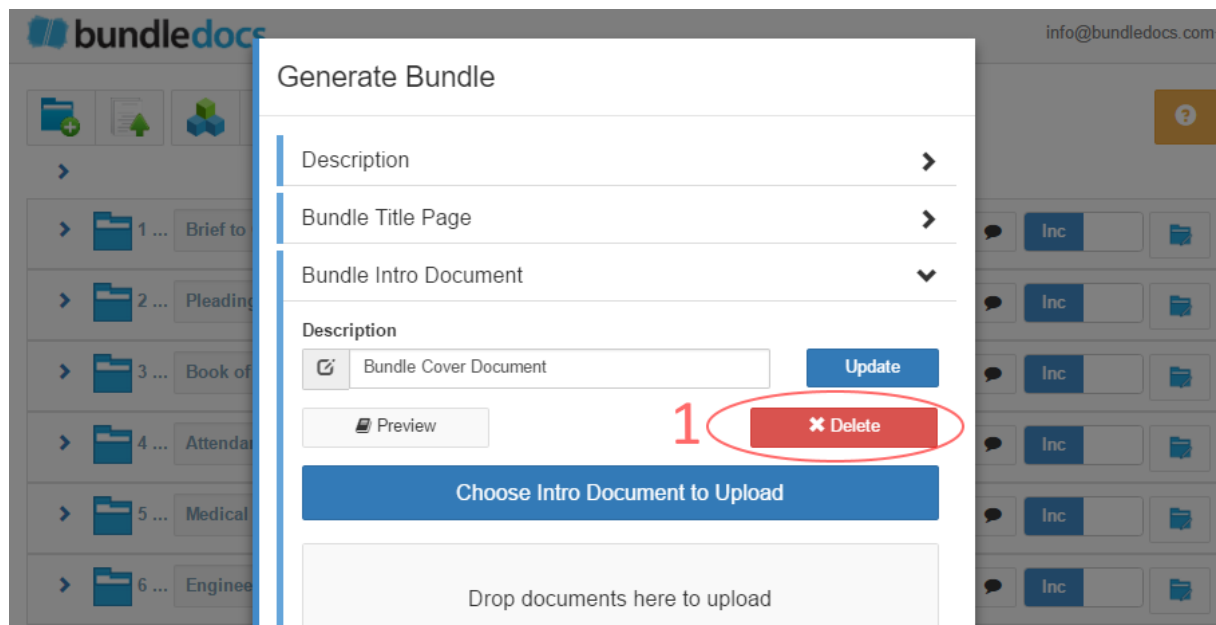 bundledocs
info@bundledocs.com
Generate Bundle
Description
Bundle Title Page
Bundle Intro Document
Description
Bundle Cover Document
Update
Preview
1
Delete
Choose Intro Document to Upload
Drop documents here to upload
1 ... Brief to
Inc
2 ... Pleading
Inc
3 ... Book of
Inc
4 ... Attendan
Inc
5 ... Medical
Inc
6 ... Enginee
Inc